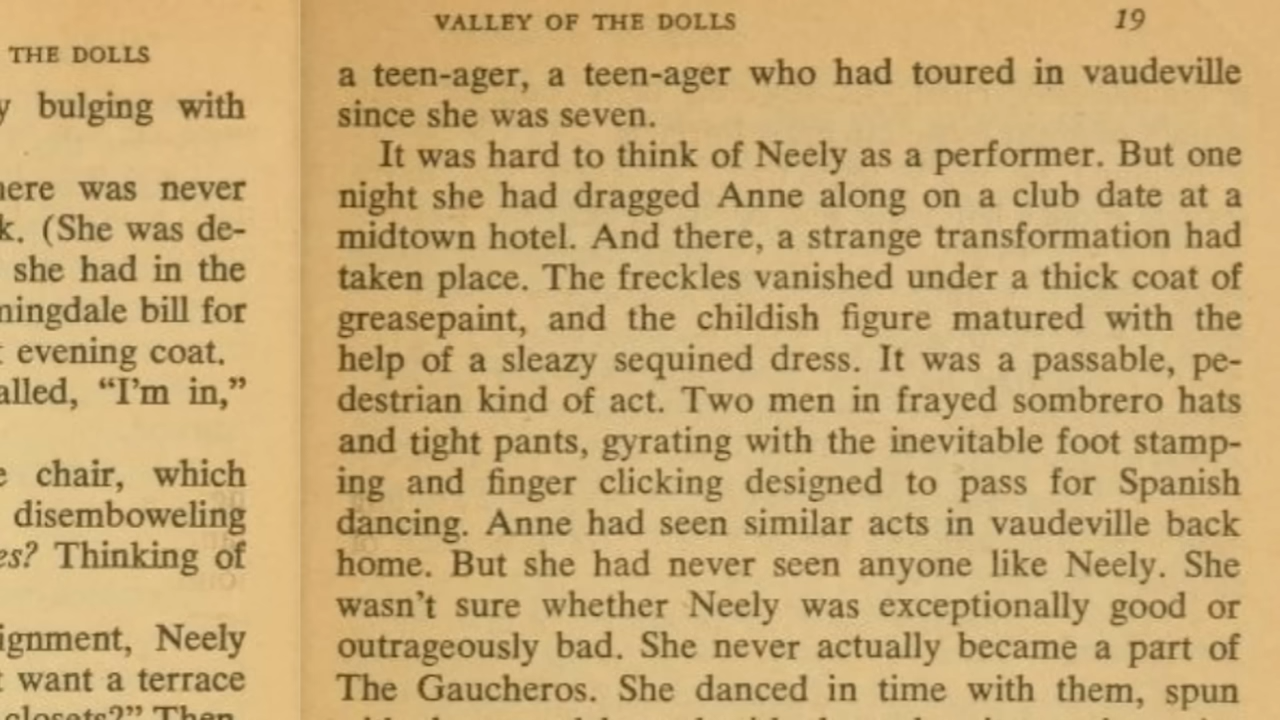 THE DOLLS
bulging with
was never
(She was de-
she had in the
bill for
evening coat.
"I'm in,"
chair, which
disemboweling
Thinking of
Neely
want a terrace
closets?" Then
VALLEY OF THE DOLLS 19
a teen-ager, a teen-ager who had toured in vaudeville
since she was seven.
It was hard to think of Neely as a performer. But one
night she had dragged Anne along on a club date at a
midtown hotel. And there, a strange transformation had
taken place. The freckles vanished under a thick coat of
greasepaint, and the childish figure matured with the
help of a sleazy sequined dress. It was a passable, pe-
destrian kind of act. Two men in frayed sombrero hats
and tight pants, gyrating with the inevitable foot stamp-
ing and finger clicking designed to pass for Spanish
dancing. Anne had seen similar acts in vaudeville back
home. But she had never seen anyone like Neely. She
wasn't sure whether Neely was exceptionally good or
outrageously bad. She never actually became a part of
The Gaucheros. She danced in time with them, spun